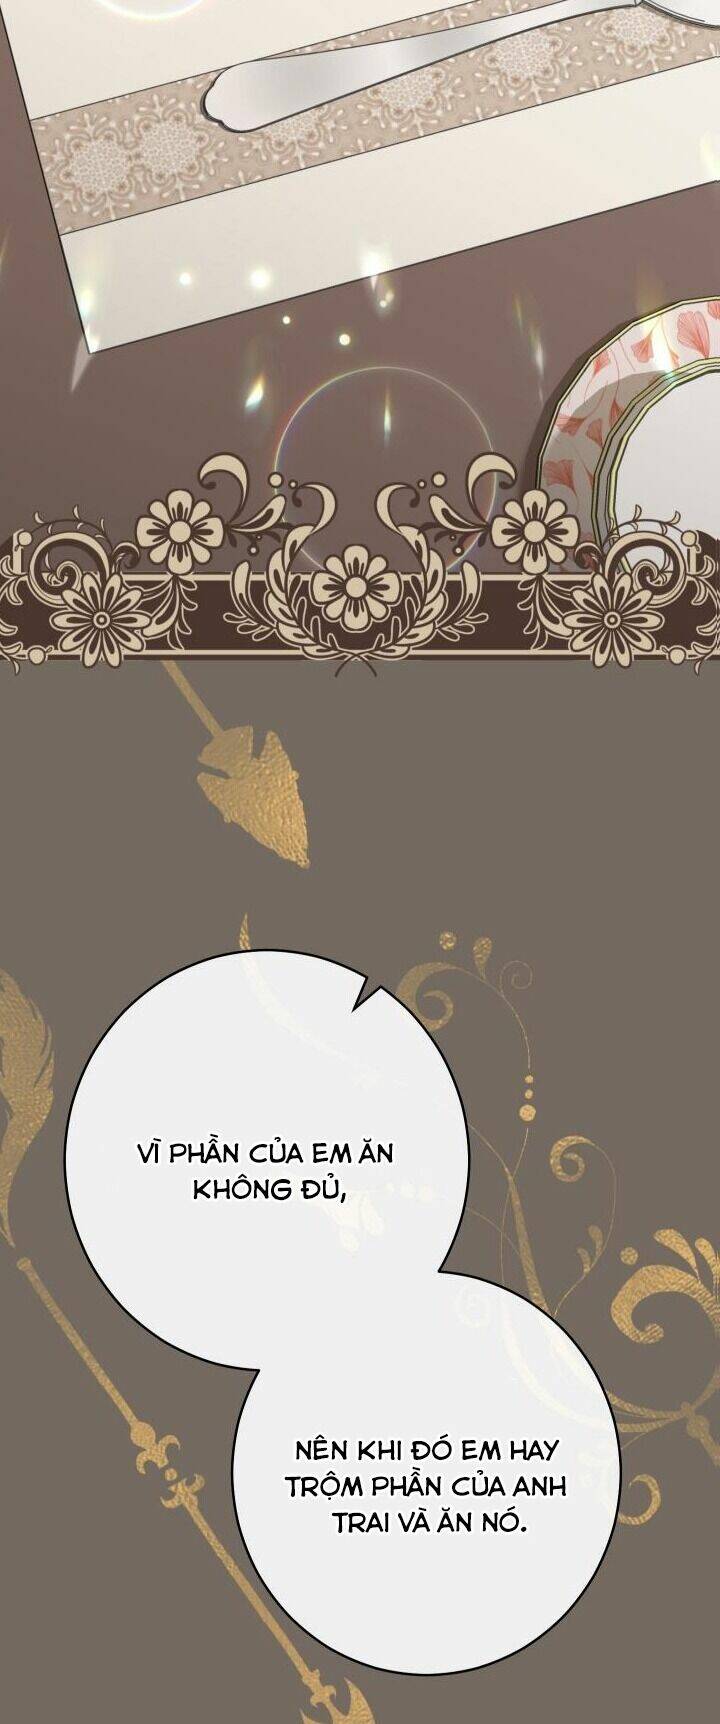 VÌ PHẦN CỦA EM ĂN
KHÔNG ĐỦ,
NÊN KHI ĐÓ EM HAY
TRỘM PHẦN CỦA ANH
TRAI VÀ ĂN NÓ.